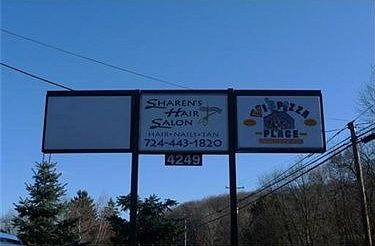 SHAREN'S
HAIR
SALON
HAIR • NAILS • TAN
724-443-1820
PIZZA
PLACE
4249